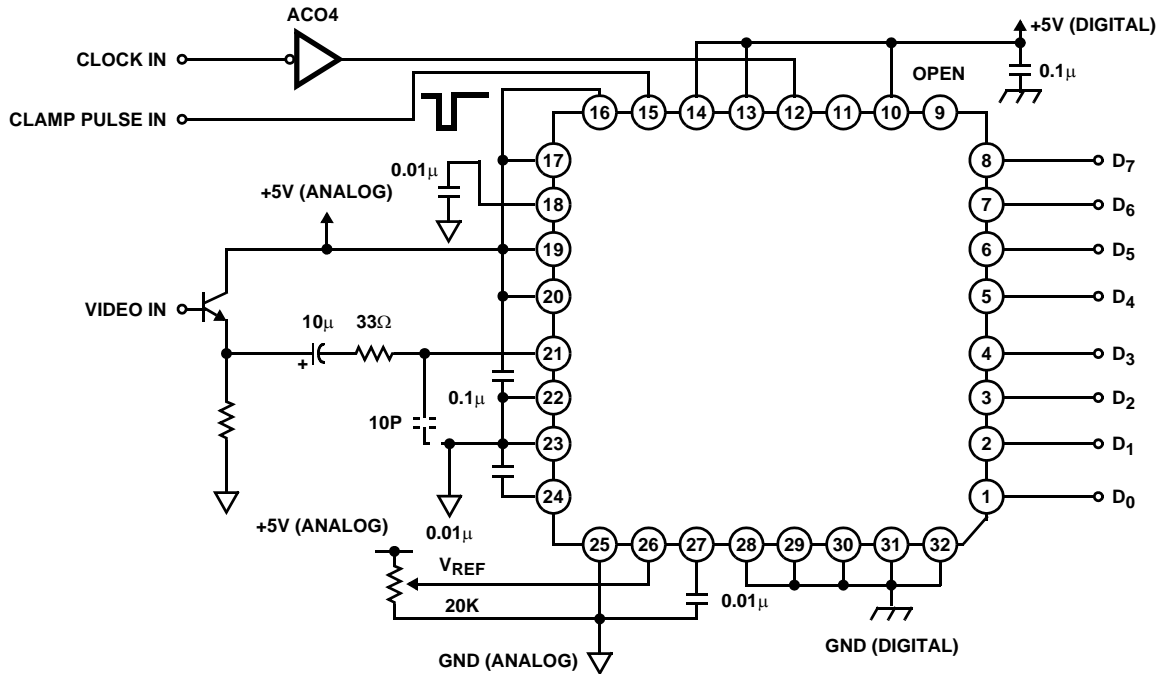 ACO4
+5V (DIGITAL)
CLOCK IN
OPEN
0.1μ
CLAMP PULSE IN
16 15 14 13 12 11 10 9
17
8 D7
0.01μ
+5V (ANALOG)
18
7 D6
19
6 D5
VIDEO IN
20
5 D4
10μ 33Ω
+
21
4 D3
0.1μ
22
3 D2
10P
23
2 D1
24
1 D0
0.01μ
+5V (ANALOG)
25 26 27 28 29 30 31 32
VREF
20K
0.01μ
GND (DIGITAL)
GND (ANALOG)